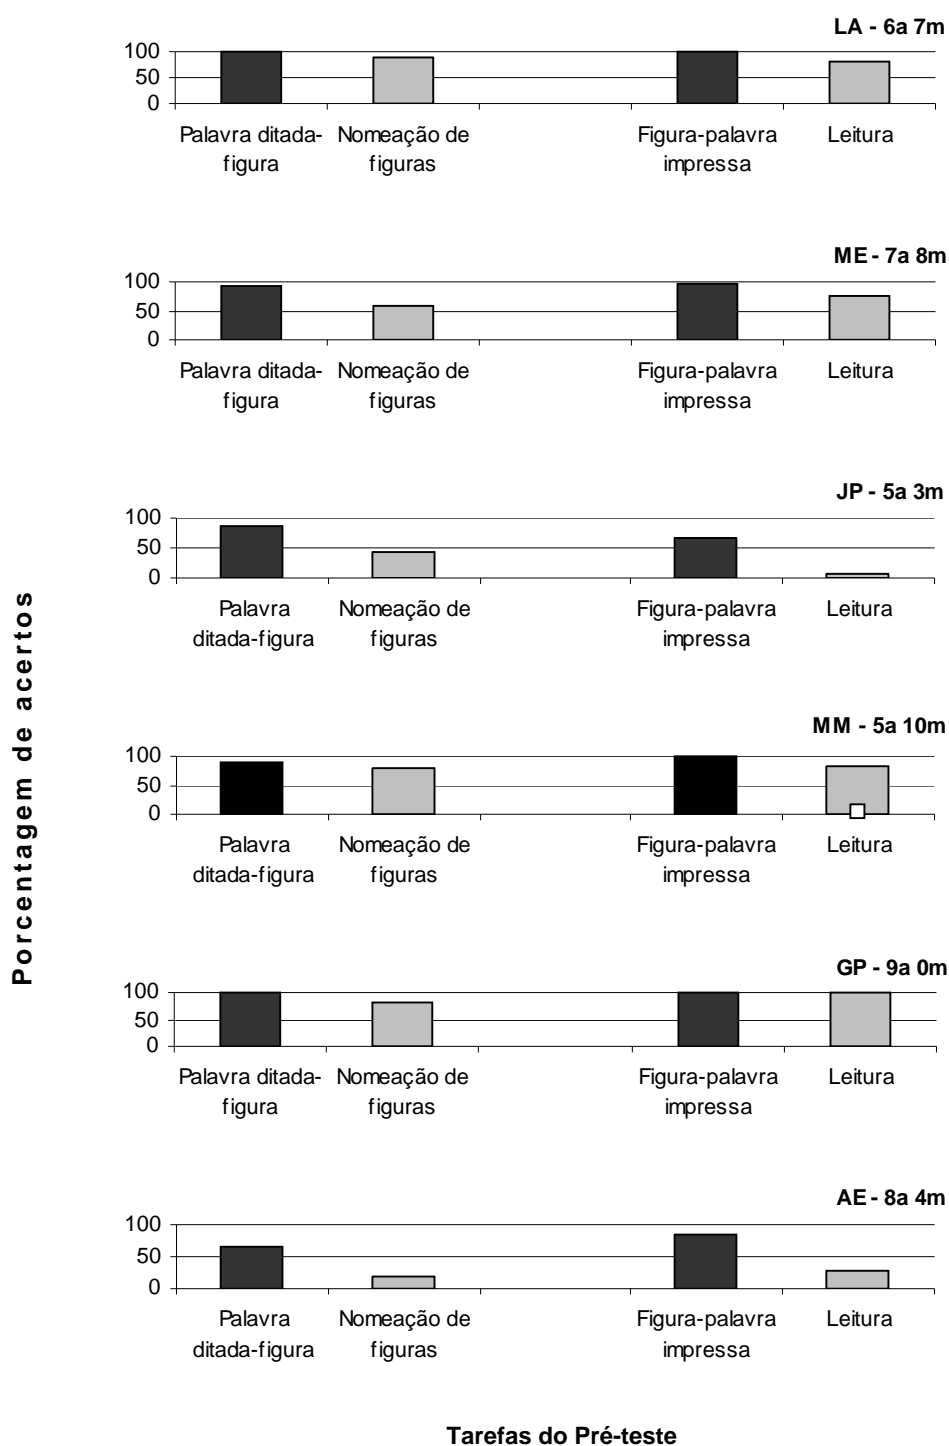 Porcentagem de acertos
LA - 6a 7m
100
50
0
Palavra ditada-
figura
Nomeação de
figuras
Figura-palavra
impressa
Leitura
ME - 7a 8m
100
50
0
Palavra ditada-
figura
Nomeação de
figuras
Figura-palavra
impressa
Leitura
JP - 5a 3m
100
50
0
Palavra
ditada-figura
Nomeação de
figuras
Figura-palavra
impressa
Leitura
MM - 5a 10m
100
50
0
Palavra
ditada-figura
Nomeação de
figuras
Figura-palavra
impressa
Leitura
GP - 9a 0m
100
50
0
Palavra ditada-
figura
Nomeação de
figuras
Figura-palavra
impressa
Leitura
AE - 8a 4m
100
50
0
Palavra
ditada-figura
Nomeação de
figuras
Figura-palavra
impressa
Leitura
Tarefas do Pré-teste